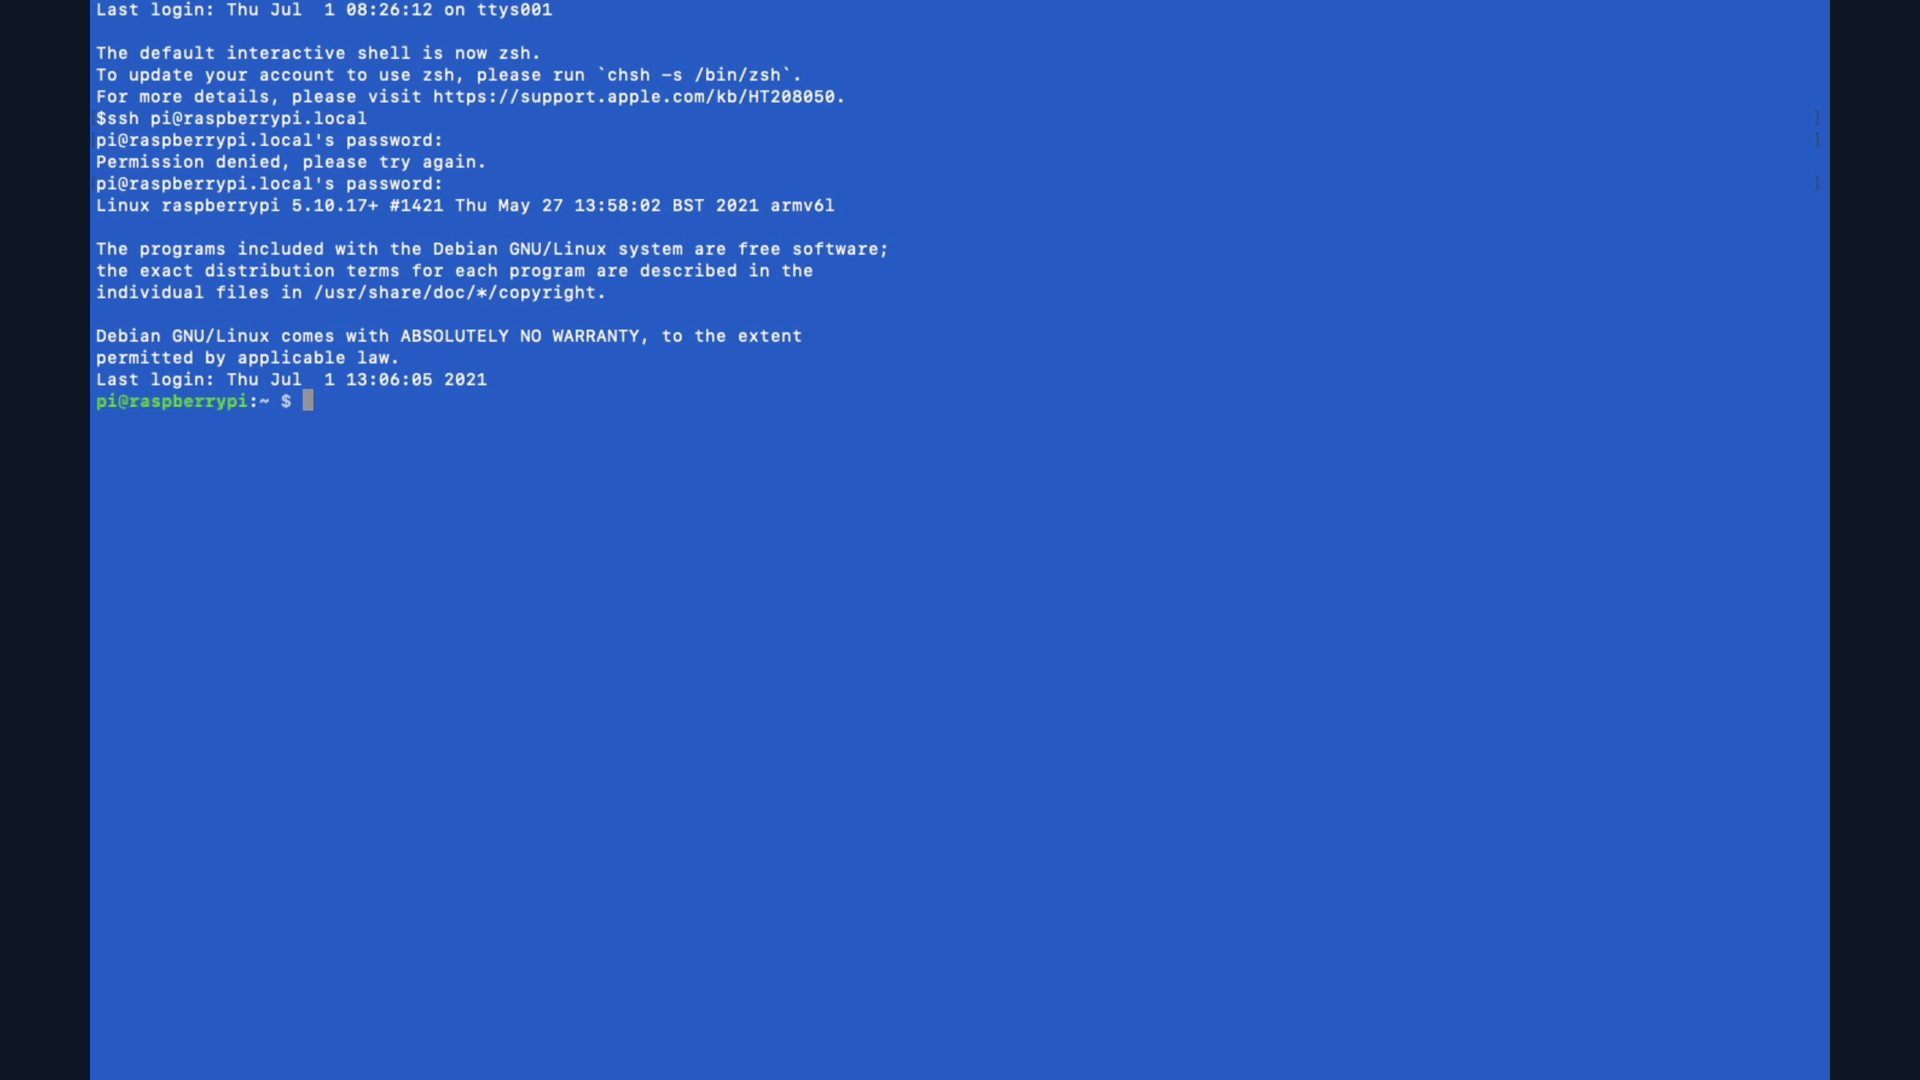 Last login: Thu Jul  1 08:26:12 on ttys001
The default interactive shell is now zsh.
To update your account to use zsh, please run `chsh -s /bin/zsh`.
For more details, please visit https://support.apple.com/kb/HT208050.
$ssh pi@raspberrypi.local
pi@raspberrypi.local's password:
Permission denied, please try again.
pi@raspberrypi.local's password:
Linux raspberrypi 5.10.17+ #1421 Thu May 27 13:58:02 BST 2021 armv6l
The programs included with the Debian GNU/Linux system are free software;
the exact distribution terms for each program are described in the
individual files in /usr/share/doc/*/copyright.
Debian GNU/Linux comes with ABSOLUTELY NO WARRANTY, to the extent
permitted by applicable law.
Last login: Thu Jul  1 13:06:05 2021
pi@raspberrypi:~ $